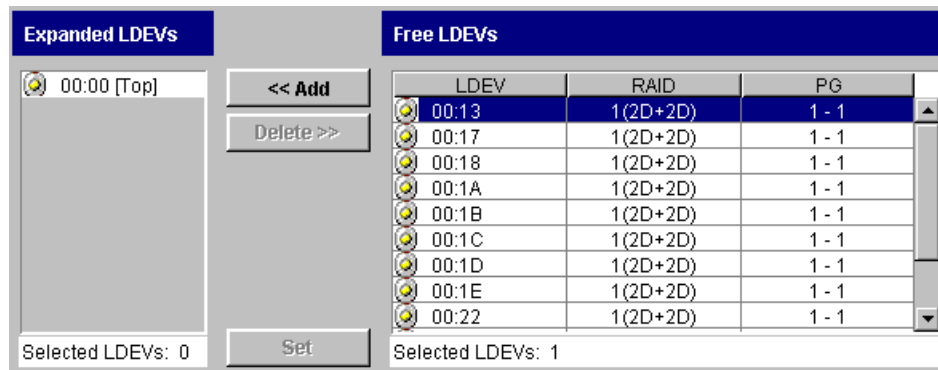 Expanded LDEVs
Free LDEVs
00:00 [Top]
<< Add
Delete >>
Set
Selected LDEVs: 0
LDEV RAID PG
00:13 1(2D+2D) 1 - 1
00:17 1(2D+2D) 1 - 1
00:18 1(2D+2D) 1 - 1
00:1A 1(2D+2D) 1 - 1
00:1B 1(2D+2D) 1 - 1
00:1C 1(2D+2D) 1 - 1
00:1D 1(2D+2D) 1 - 1
00:1E 1(2D+2D) 1 - 1
00:22 1(2D+2D) 1 - 1
Selected LDEVs: 1